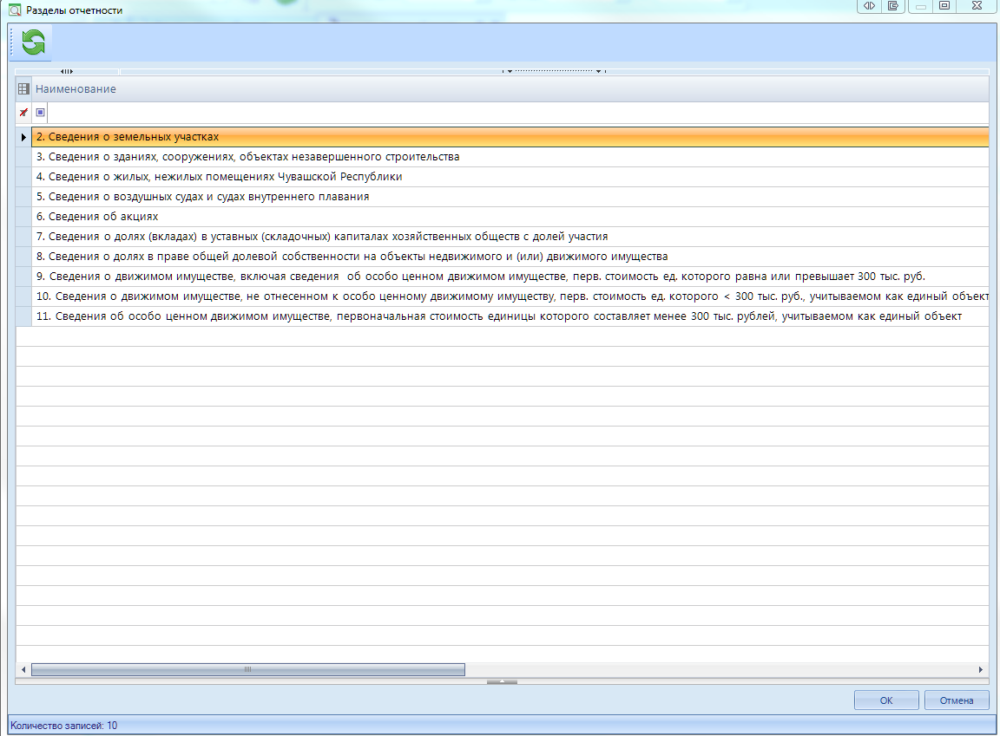 Разделы отчетности
Наименование
2. Сведения о земельных участках
3. Сведения о зданиях, сооружениях, объектах незавершенного строительства
4. Сведения о жилых, нежилых помещениях Чувашской Республики
5. Сведения о воздушных судах и судах внутреннего плавания
6. Сведения об акциях
7. Сведения о долях (вкладах) в уставных (складочных) капиталах хозяйственных обществ с долей участия
8. Сведения о долях в праве общей долевой собственности на объекты недвижимого и (или) движимого имущества
9. Сведения о движимом имуществе, включая сведения  об особо ценном движимом имуществе, перв. стоимость ед. которого равна или превышает 300 тыс. руб.
10. Сведения о движимом имуществе, не отнесенном к особо ценному движимому имуществу, перв. стоимость ед. которого < 300 тыс. руб., учитываемом как единый объект
11. Сведения об особо ценном движимом имуществе, первоначальная стоимость единицы которого составляет менее 300 тыс. рублей, учитываемом как единый объект
ОК
Отмена
Количество записей: 10